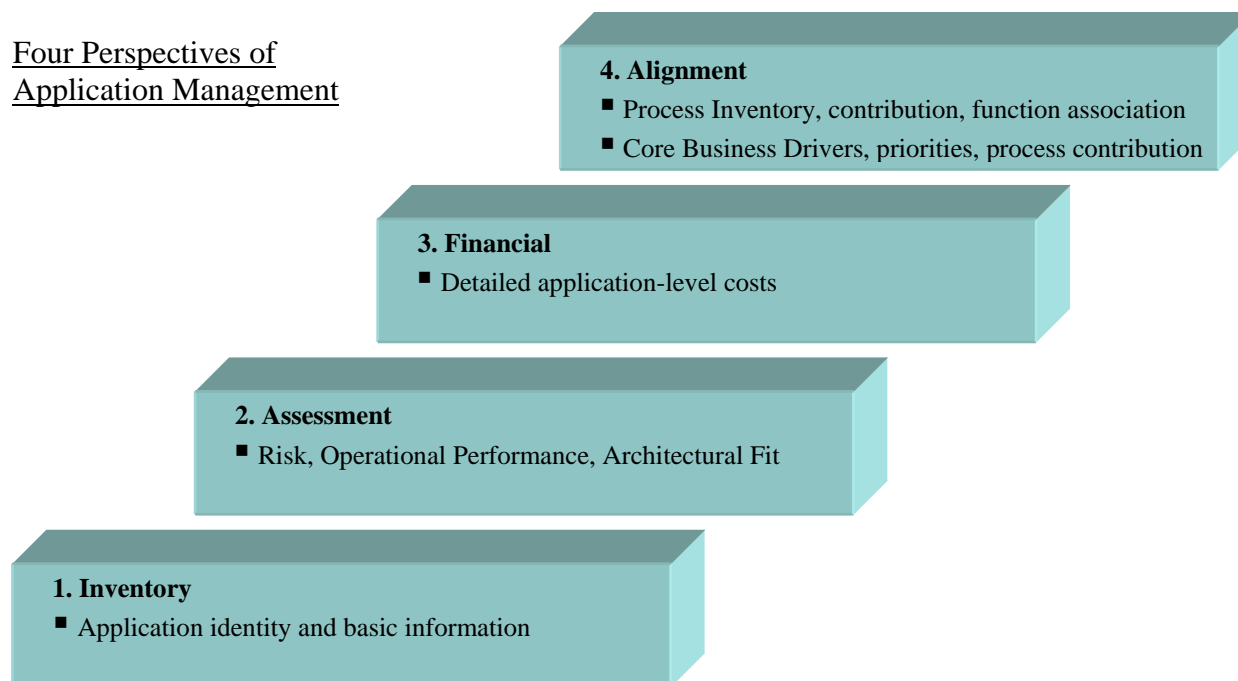 Four Perspectives of
Application Management
4. Alignment
▪ Process Inventory, contribution, function association
▪ Core Business Drivers, priorities, process contribution
3. Financial
▪ Detailed application-level costs
2. Assessment
▪ Risk, Operational Performance, Architectural Fit
1. Inventory
▪ Application identity and basic information